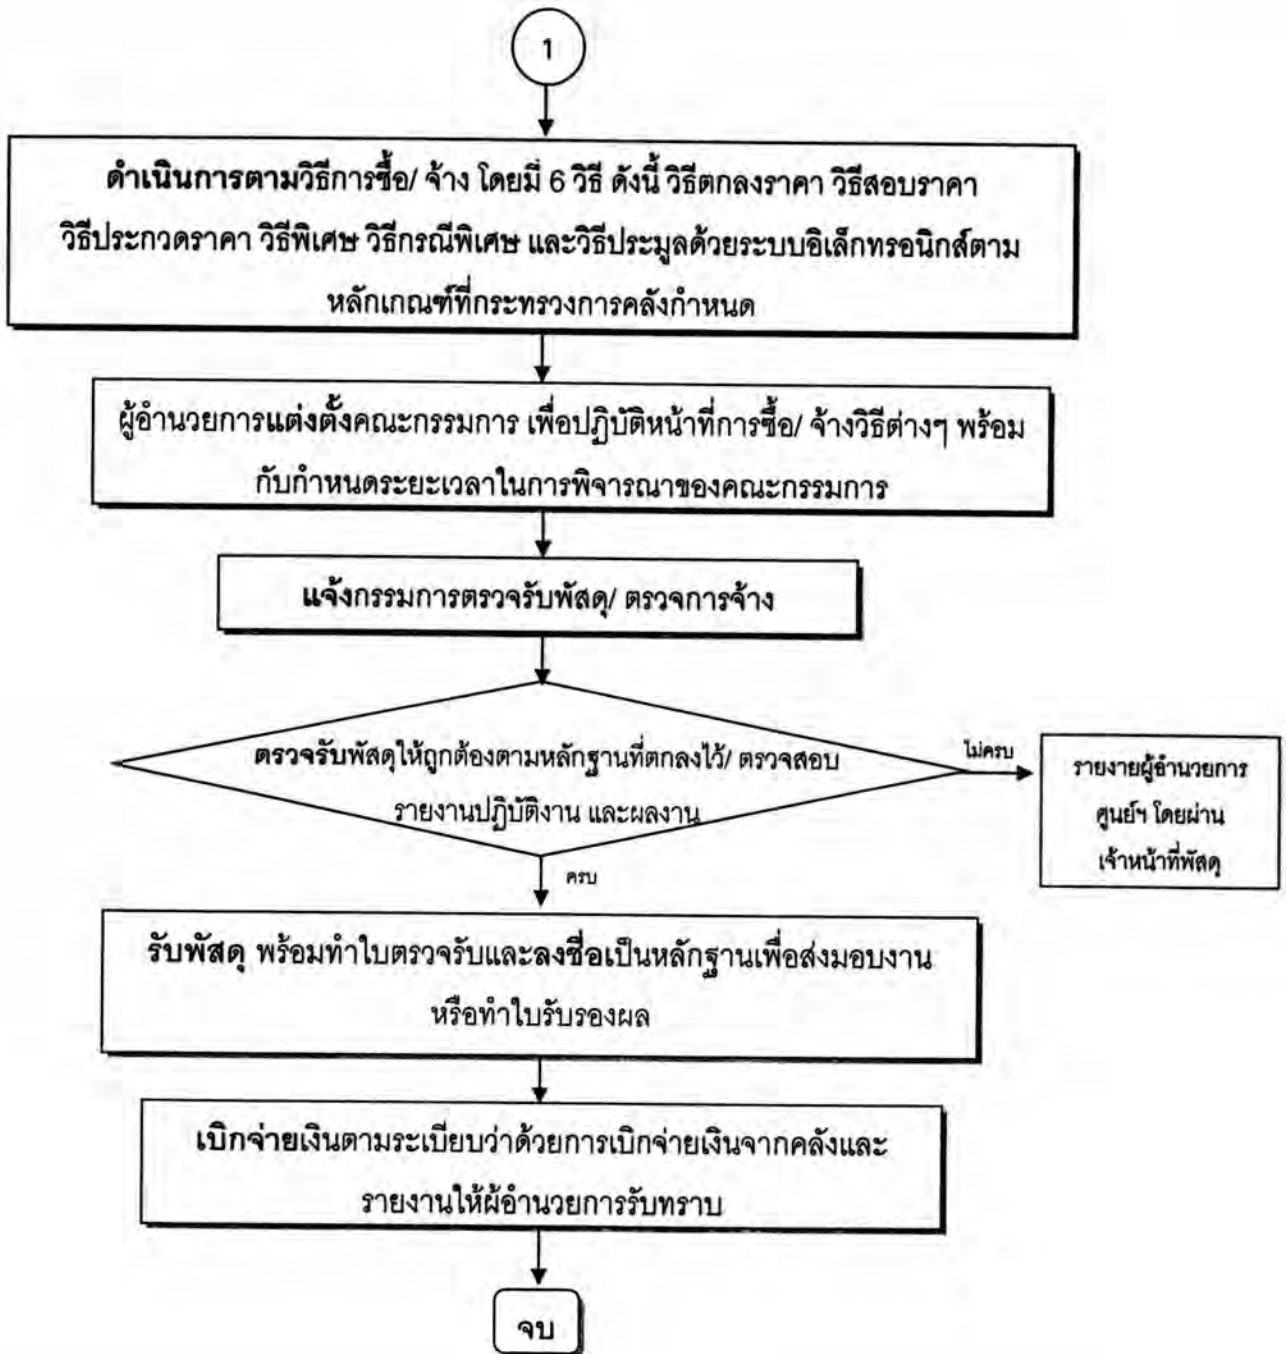 1
ดำเนินการตามวิธีการซื้อ/ จ้าง โดยมี 6 วิธี ดังนี้ วิธีตกลงราคา วิธีสอบราคา
วิธีประกวดราคา วิธีพิเศษ วิธีกรณีพิเศษ และวิธีประมูลด้วยระบบอิเล็กทรอนิกส์ตาม
หลักเกณฑ์ที่กระทรวงการคลังกำหนด
ผู้อำนวยการแต่งตั้งคณะกรรมการ เพื่อปฏิบัติหน้าที่การซื้อ/ จ้างวิธีต่างๆ พร้อม
กับกำหนดระยะเวลาในการพิจารณาของคณะกรรมการ
แจ้งกรรมการตรวจรับพัสดุ/ ตรวจการจ้าง
ตรวจรับพัสดุให้ถูกต้องตามหลักฐานที่ตกลงไว้/ ตรวจสอบ
รายงานปฏิบัติงาน และผลงาน
ไม่ครบ
รายงายผู้อำนวยการ
ศูนย์ฯ โดยผ่าน
เจ้าหน้าที่พัสดุ
ครบ
รับพัสดุ พร้อมทำใบตรวจรับและลงชื่อเป็นหลักฐานเพื่อส่งมอบงาน
หรือทำใบรับรองผล
เบิกจ่ายเงินตามระเบียบว่าด้วยการเบิกจ่ายเงินจากคลังและ
รายงานให้ผู้อำนวยการรับทราบ
จบ